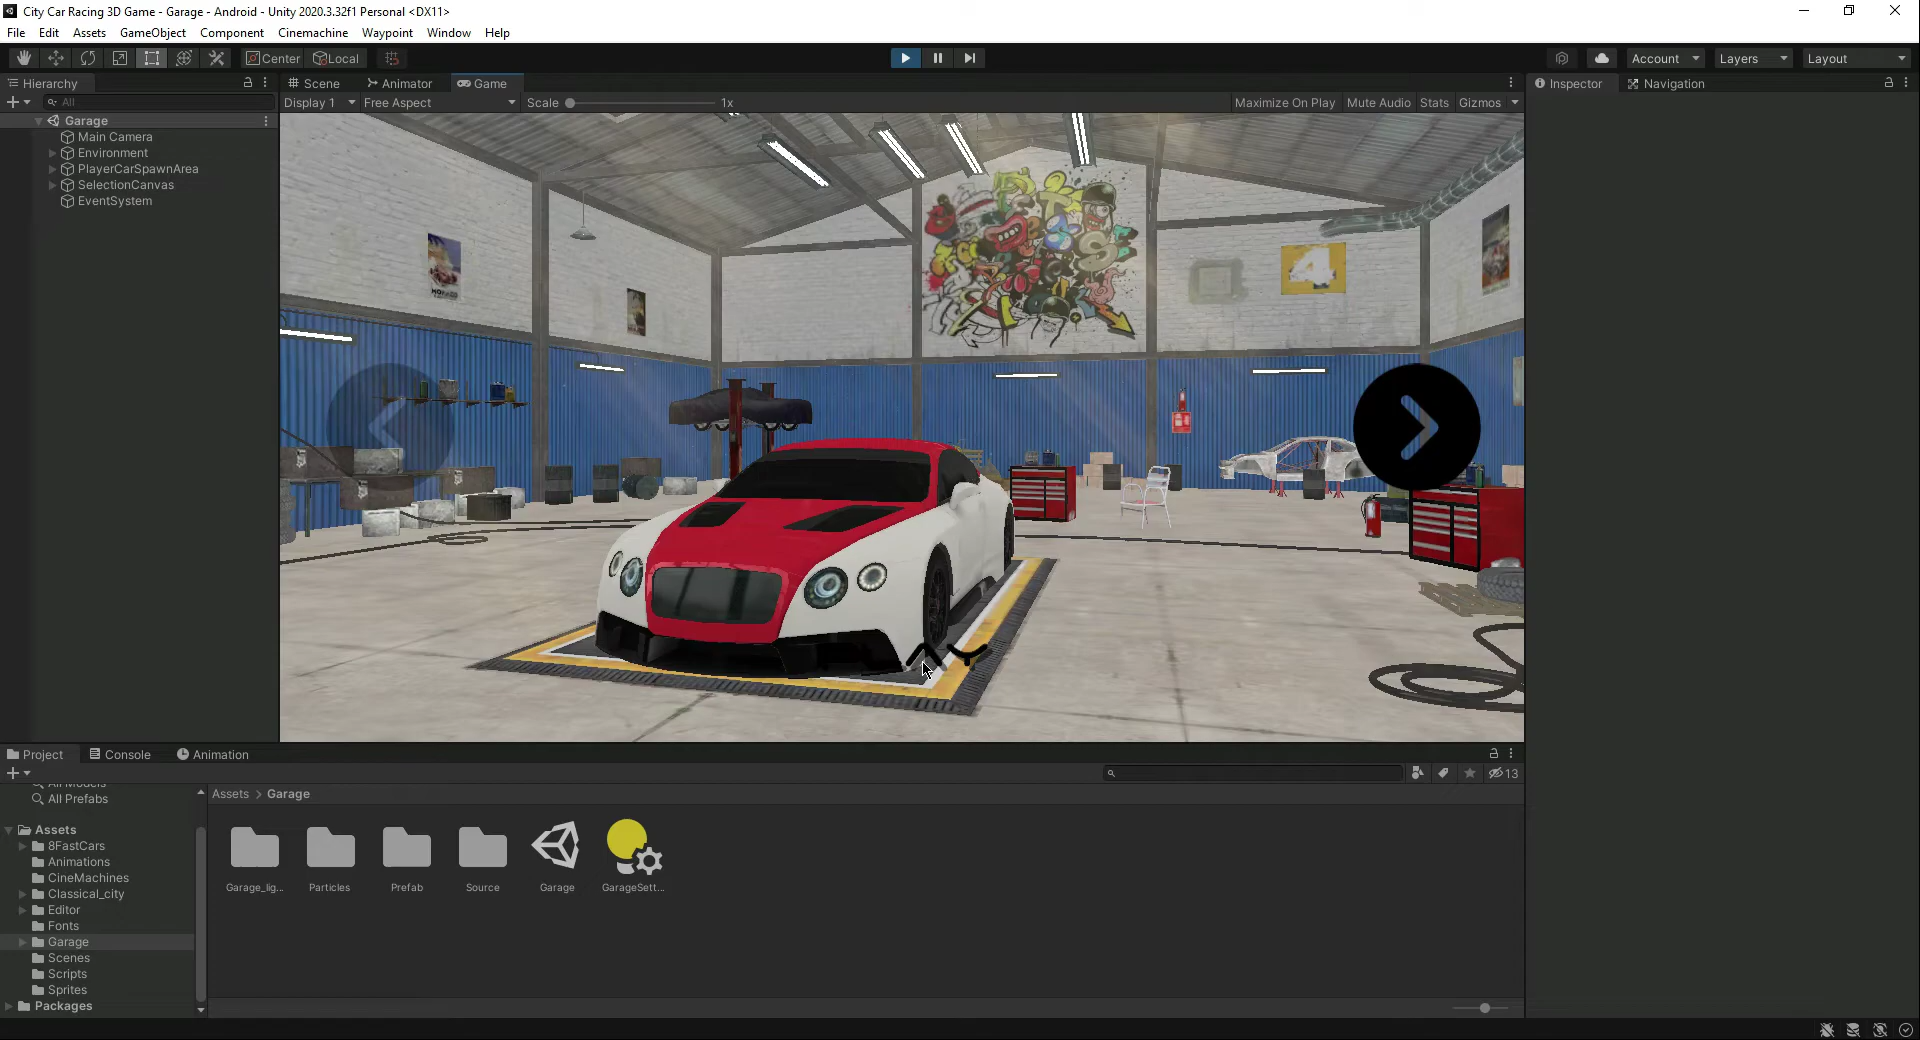 City Car Racing 3D Game - Garage - Android - Unity 2020.3.32f1 Personal <DX11>
File Edit Assets GameObject Component Cinemachine Waypoint Window Help
Center Local Account Layers Layout
Hierarchy
All
Garage
Main Camera
Environment
PlayerCarSpawnArea
SelectionCanvas
EventSystem
Scene Animator Game
Display 1 Free Aspect Scale 1x Maximize On Play Mute Audio Stats Gizmos
4
Inspector Navigation
Project Console Animation
13
All Prefabs
Assets
8FastCars
Animations
CineMachines
Classical_city
Editor
Fonts
Garage
Scenes
Scripts
Sprites
Packages
Assets > Garage
Garage_lig... Particles Prefab Source Garage GarageSett...